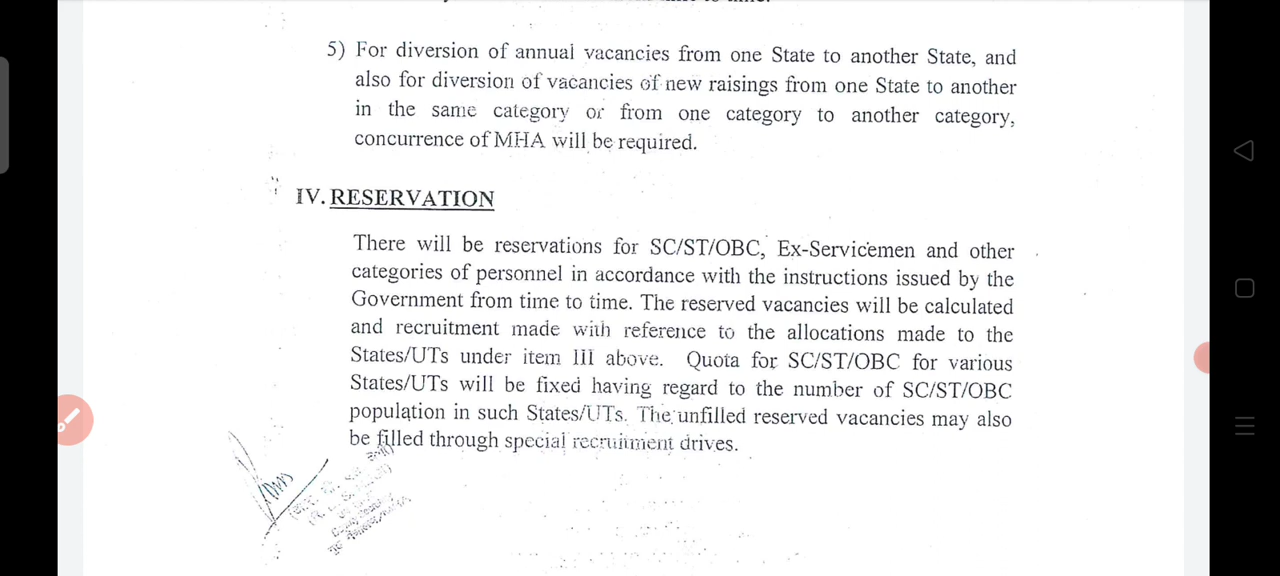 5) For diversion of annual vacancies from one State to another State, and
also for diversion of vacancies of new raisings from one State to another
in the same category or from one category to another category,
concurrence of MHA will be required.
IV. RESERVATION
There will be reservations for SC/ST/OBC, Ex-Servicemen and other
categories of personnel in accordance with the instructions issued by the
Government from time to time. The reserved vacancies will be calculated
and recruitment made with reference to the allocations made to the
States/UTs under item III above. Quota for SC/ST/OBC for various
States/UTs will be fixed having regard to the number of SC/ST/OBC
population in such States/UTs. The unfilled reserved vacancies may also
be filled through special recruitment drives.